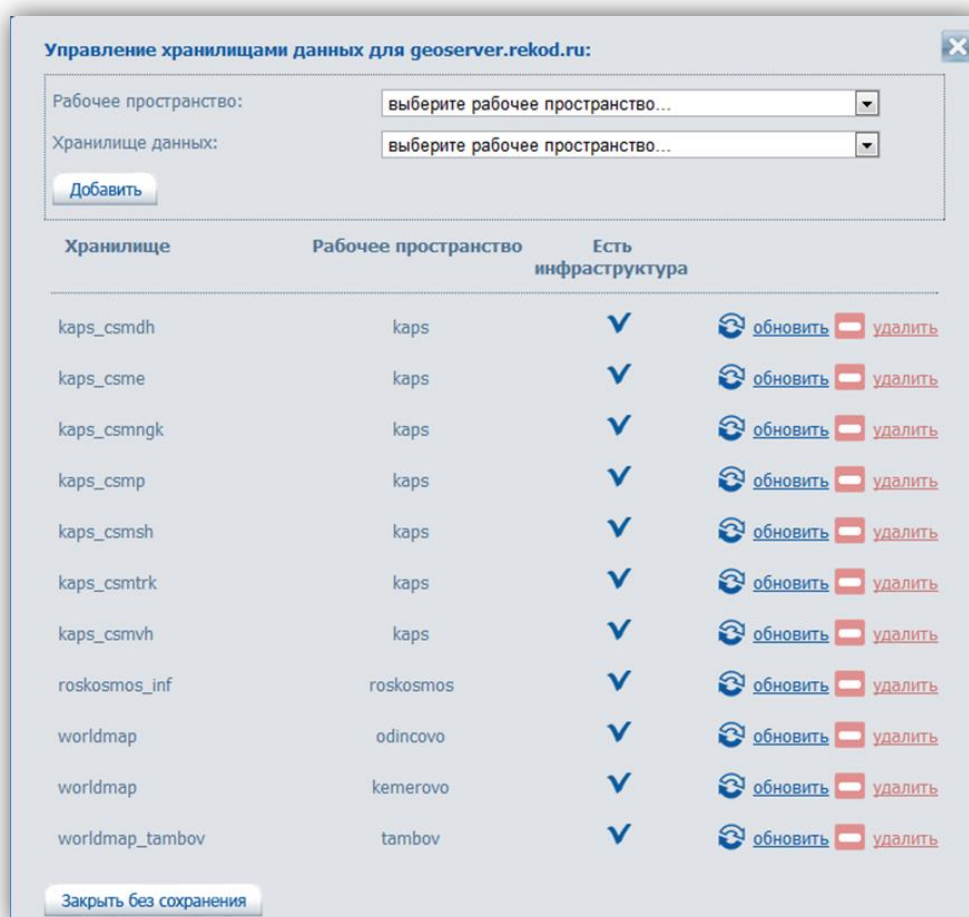 Управление хранилищами данных для geoserver.rekod.ru:
Рабочее пространство: выберите рабочее пространство...
Хранилище данных: выберите рабочее пространство...
Добавить
Хранилище Рабочее пространство Есть
инфраструктура
kaps_csmdh kaps обновить удалить
kaps_csme kaps обновить удалить
kaps_csmngk kaps обновить удалить
kaps_csmp kaps обновить удалить
kaps_csmsh kaps обновить удалить
kaps_csmtrk kaps обновить удалить
kaps_csmvh kaps обновить удалить
roskosmos_inf roskosmos обновить удалить
worldmap odincovo обновить удалить
worldmap kemerovo обновить удалить
worldmap_tambov tambov обновить удалить
Закрыть без сохранения